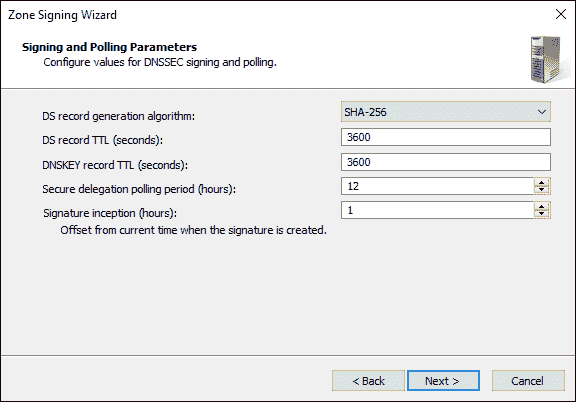 Zone Signing Wizard
Signing and Polling Parameters
Configure values for DNSSEC signing and polling.
DS record generation algorithm: SHA-256
DS record TTL (seconds): 3600
DNSKEY record TTL (seconds): 3600
Secure delegation polling period (hours): 12
Signature inception (hours): 1
Offset from current time when the signature is created.
< Back Next > Cancel